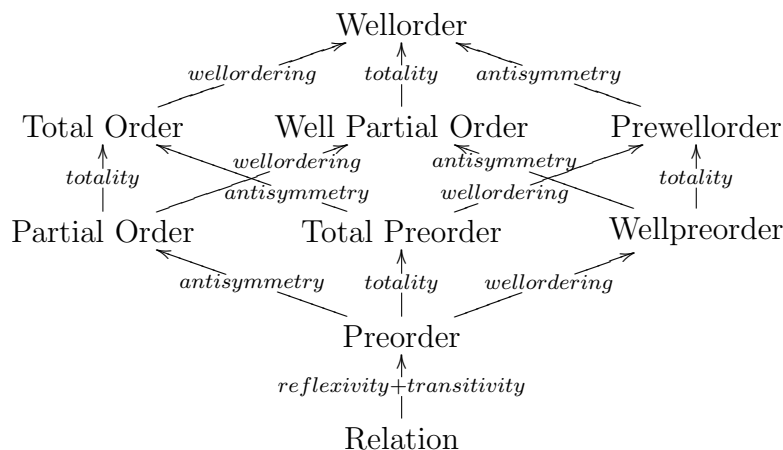 Wellorder
wellordering totality antisymmetry
Total Order Well Partial Order Prewellorder
wellordering antisymmetry
totality antisymmetry wellordering totality
Partial Order Total Preorder Wellpreorder
antisymmetry totality wellordering
Preorder
reflexivity+transitivity
Relation